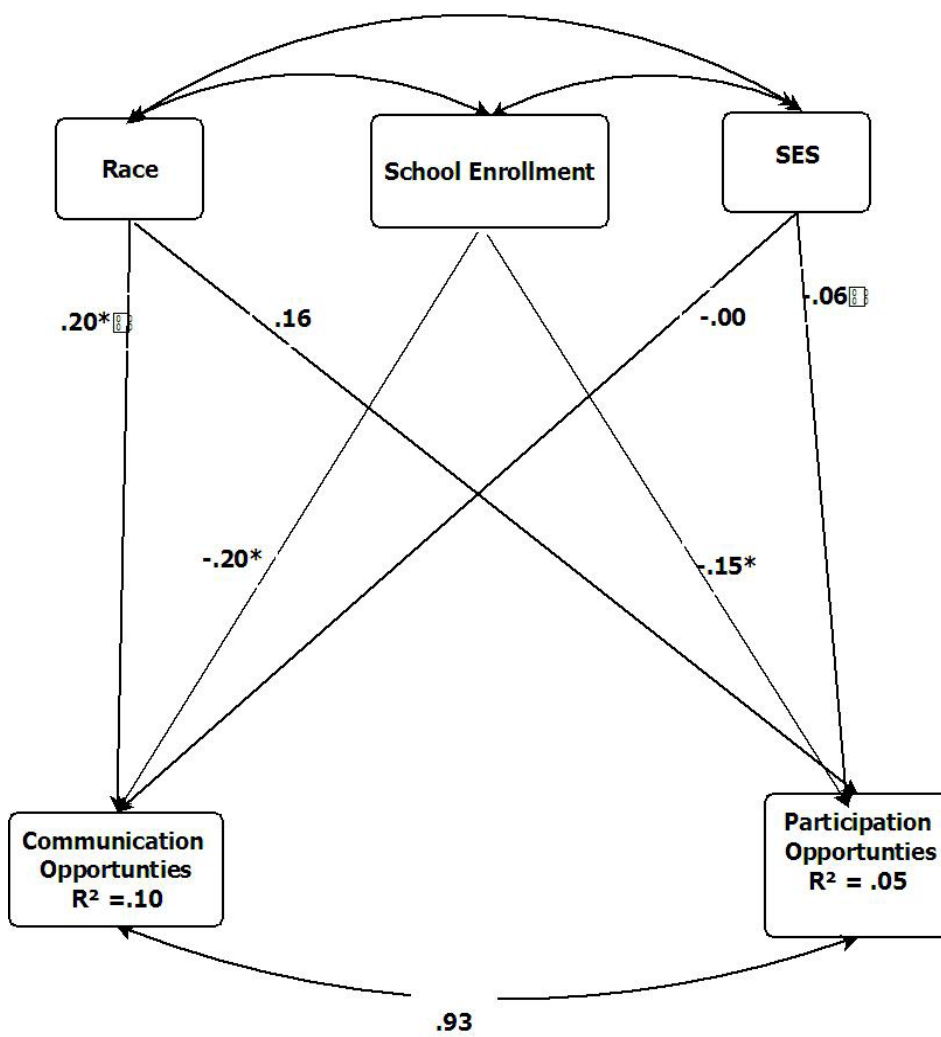 Race
School Enrollment
SES
.20*
.16
-.00
-.06
-.20*
-.15*
Communication
Opportunties
R² =.10
Participation
Opportunties
R² = .05
.93